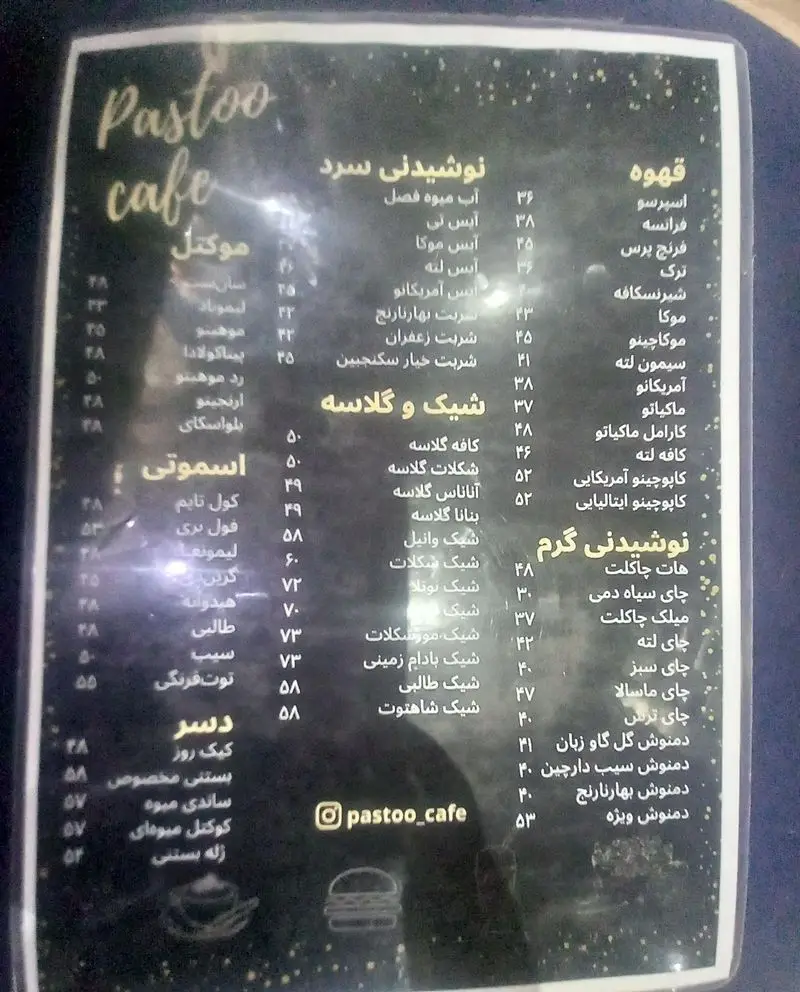 Pastoo
cafe
قهوه
اسپرسو ۳۶
فرانسه ۳۸
فرنچ پرس ۴۵
ترک ۳۶
شیرنسکافه
موکا ۴۳
موکاچینو ۴۵
سیمون لته ۴۱
آمریکانو ۳۸
ماکیاتو ۳۷
کارامل ماکیاتو ۴۸
کافه لته ۴۶
کاپوچینو آمریکایی ۵۲
کاپوچینو ایتالیایی ۵۲
نوشیدنی گرم
هات چاکلت ۴۸
چای سیاه دمی ۳۰
میلک چاکلت ۳۷
چای لته ۴۲
چای سبز ۴۰
چای ماسالا ۴۷
چای ترش ۴۰
دمنوش گل گاو زبان ۴۱
دمنوش سیب دارچین ۴۰
دمنوش بهارنارنج ۴۰
دمنوش ویژه ۵۳
نوشیدنی سرد
آب میوه فصل
آیس تی
آیس موکا
آیس لته ۴۶
آیس آمریکانو ۴۵
شربت بهارنارنج ۴۲
شربت زعفران ۴۲
شربت خیار سکنجبین ۴۵
شیک و گلاسه
کافه گلاسه ۵۰
شکلات گلاسه ۵۰
آناناس گلاسه ۴۹
بنانا گلاسه ۴۹
شیک وانیل ۵۸
شیک شکلات ۶۰
شیک نوتلا ۷۲
شیک ۷۰
شیک موزشکلات ۷۳
شیک بادام زمینی ۷۳
شیک طالبی ۵۸
شیک شاهتوت ۵۸
pastoo_cafe
موکتل
۴۸
لیموناد ۴۳
موهیتو ۴۵
پیناکولادا ۴۸
رد موهیتو ۵۰
ارنجیتو ۴۸
بلواسکای ۴۸
اسموتی
کول تایم ۴۸
فول بری ۵۳
۴۸
۴۵
هندوانه ۴۸
طالبی ۴۸
سیب ۵۰
توت‌فرنگی ۵۵
دسر
کیک روز ۴۸
بستنی مخصوص ۵۸
ساندی میوه ۵۷
کوکتل میوه‌ای ۵۷
ژله بستنی ۵۲